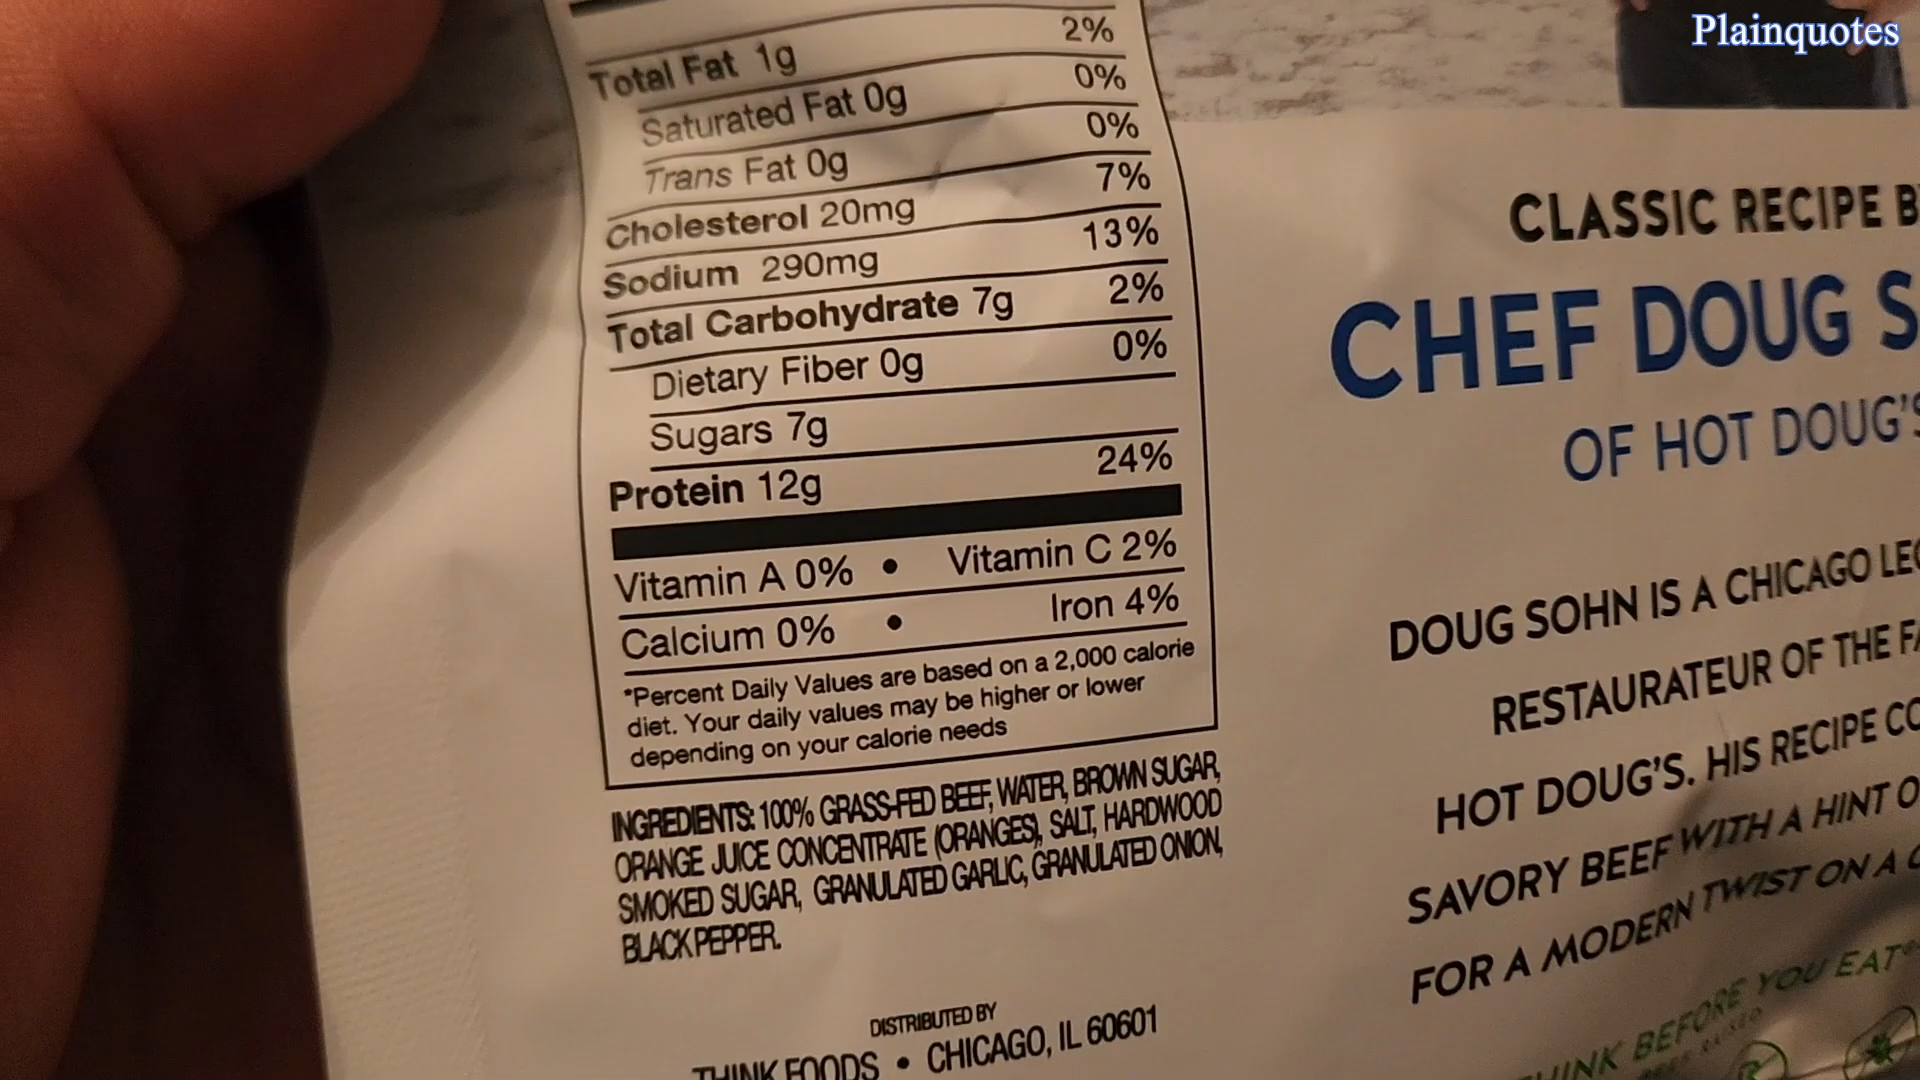 Plainquotes
Total Fat 1g 2%
Saturated Fat 0g 0%
Trans Fat 0g 0%
Cholesterol 20mg 7%
Sodium 290mg 13%
Total Carbohydrate 7g 2%
Dietary Fiber 0g 0%
Sugars 7g
Protein 12g 24%
Vitamin A 0% • Vitamin C 2%
Calcium 0% • Iron 4%
*Percent Daily Values are based on a 2,000 calorie
diet. Your daily values may be higher or lower
depending on your calorie needs
INGREDIENTS: 100% GRASS-FED BEEF, WATER, BROWN SUGAR,
ORANGE JUICE CONCENTRATE (ORANGES), SALT, HARDWOOD
SMOKED SUGAR, GRANULATED GARLIC, GRANULATED ONION,
BLACK PEPPER.
DISTRIBUTED BY
THINK FOODS • CHICAGO, IL 60601
CLASSIC RECIPE
CHEF DOUG
OF HOT DOUG'S
DOUG SOHN IS A CHICAGO
RESTAURATEUR OF THE
HOT DOUG'S. HIS RECIPE
SAVORY BEEF WITH A HINT
FOR A MODERN TWIST ON A
THINK BEFORE YOU EAT